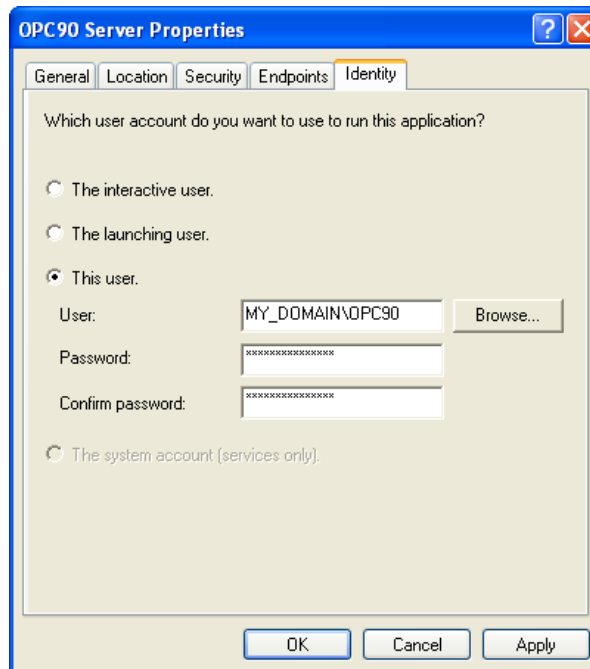 OPC90 Server Properties
General Location Security Endpoints Identity
Which user account do you want to use to run this application?
The interactive user.
The launching user.
This user.
User: MY_DOMAIN\OPC90 Browse...
Password: ***************
Confirm password: ***************
The system account (services only).
OK Cancel Apply